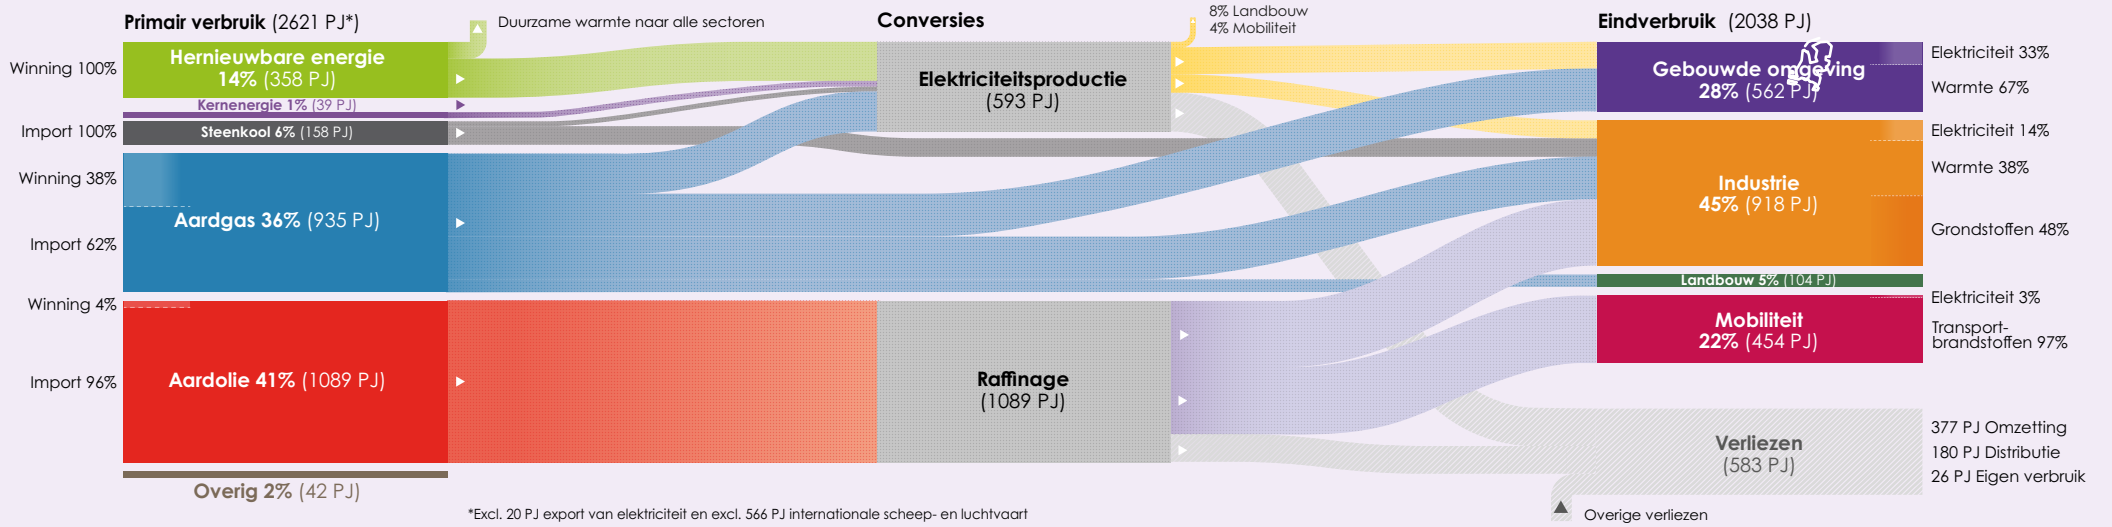 Primair verbruik (2621 PJ*)
Duurzame warmte naar alle sectoren
Conversies
8% Landbouw
4% Mobiliteit
Eindverbruik (2038 PJ)
Winning 100%
Hernieuwbare energie
14% (358 PJ)
Kernenergie 1% (39 PJ)
Import 100%
Steenkool 6% (158 PJ)
Winning 38%
Aardgas 36% (935 PJ)
Import 62%
Winning 4%
Aardolie 41% (1089 PJ)
Import 96%
Overig 2% (42 PJ)
Elektriciteitsproductie
(593 PJ)
Raffinage
(1089 PJ)
Gebouwde omgeving
28% (562 PJ)
Elektriciteit 33%
Warmte 67%
Industrie
45% (918 PJ)
Elektriciteit 14%
Warmte 38%
Grondstoffen 48%
Landbouw 5% (104 PJ)
Mobiliteit
22% (454 PJ)
Elektriciteit 3%
Transport-
brandstoffen 97%
Verliezen
(583 PJ)
377 PJ Omzetting
180 PJ Distributie
26 PJ Eigen verbruik
*Excl. 20 PJ export van elektriciteit en excl. 566 PJ internationale scheep- en luchtvaart
Overige verliezen